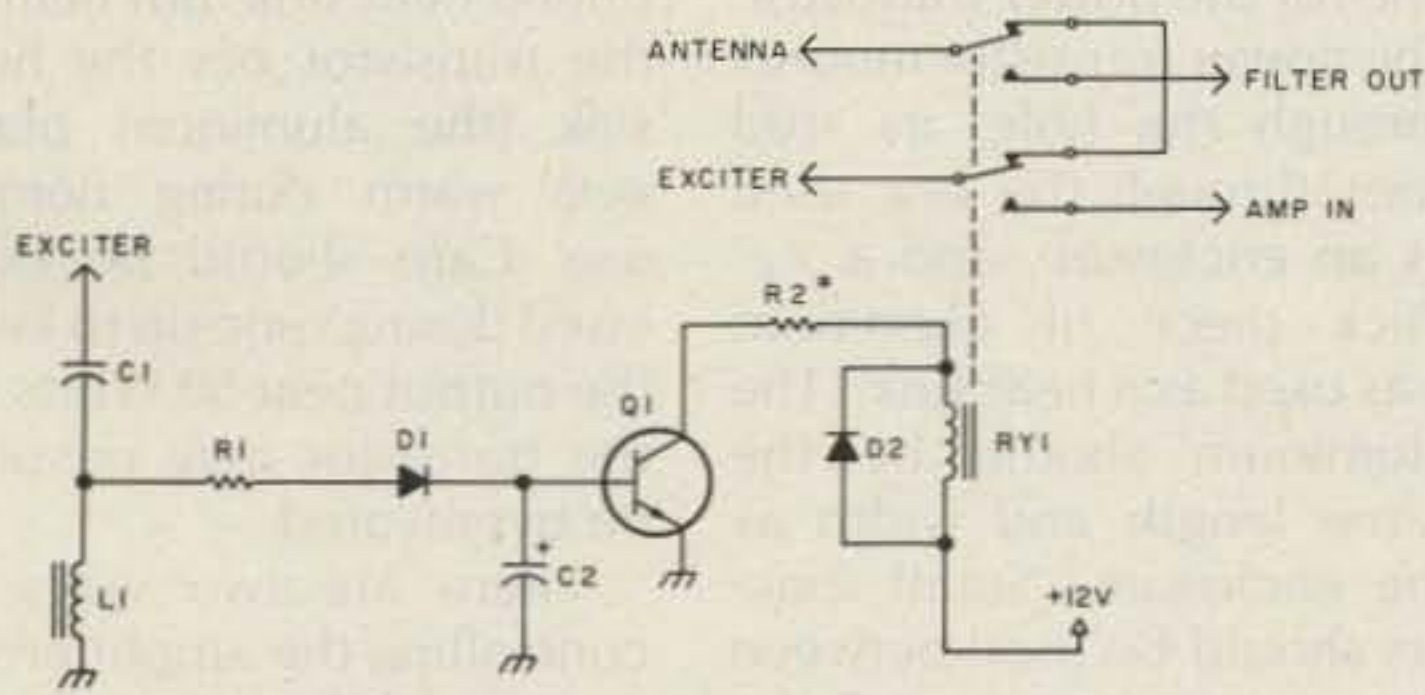 ANTENNA
FILTER OUT
EXCITER
AMP IN
EXCITER
C1
R2*
Q1
R1
D1
D2
RY1
+
C2
L1
+12V